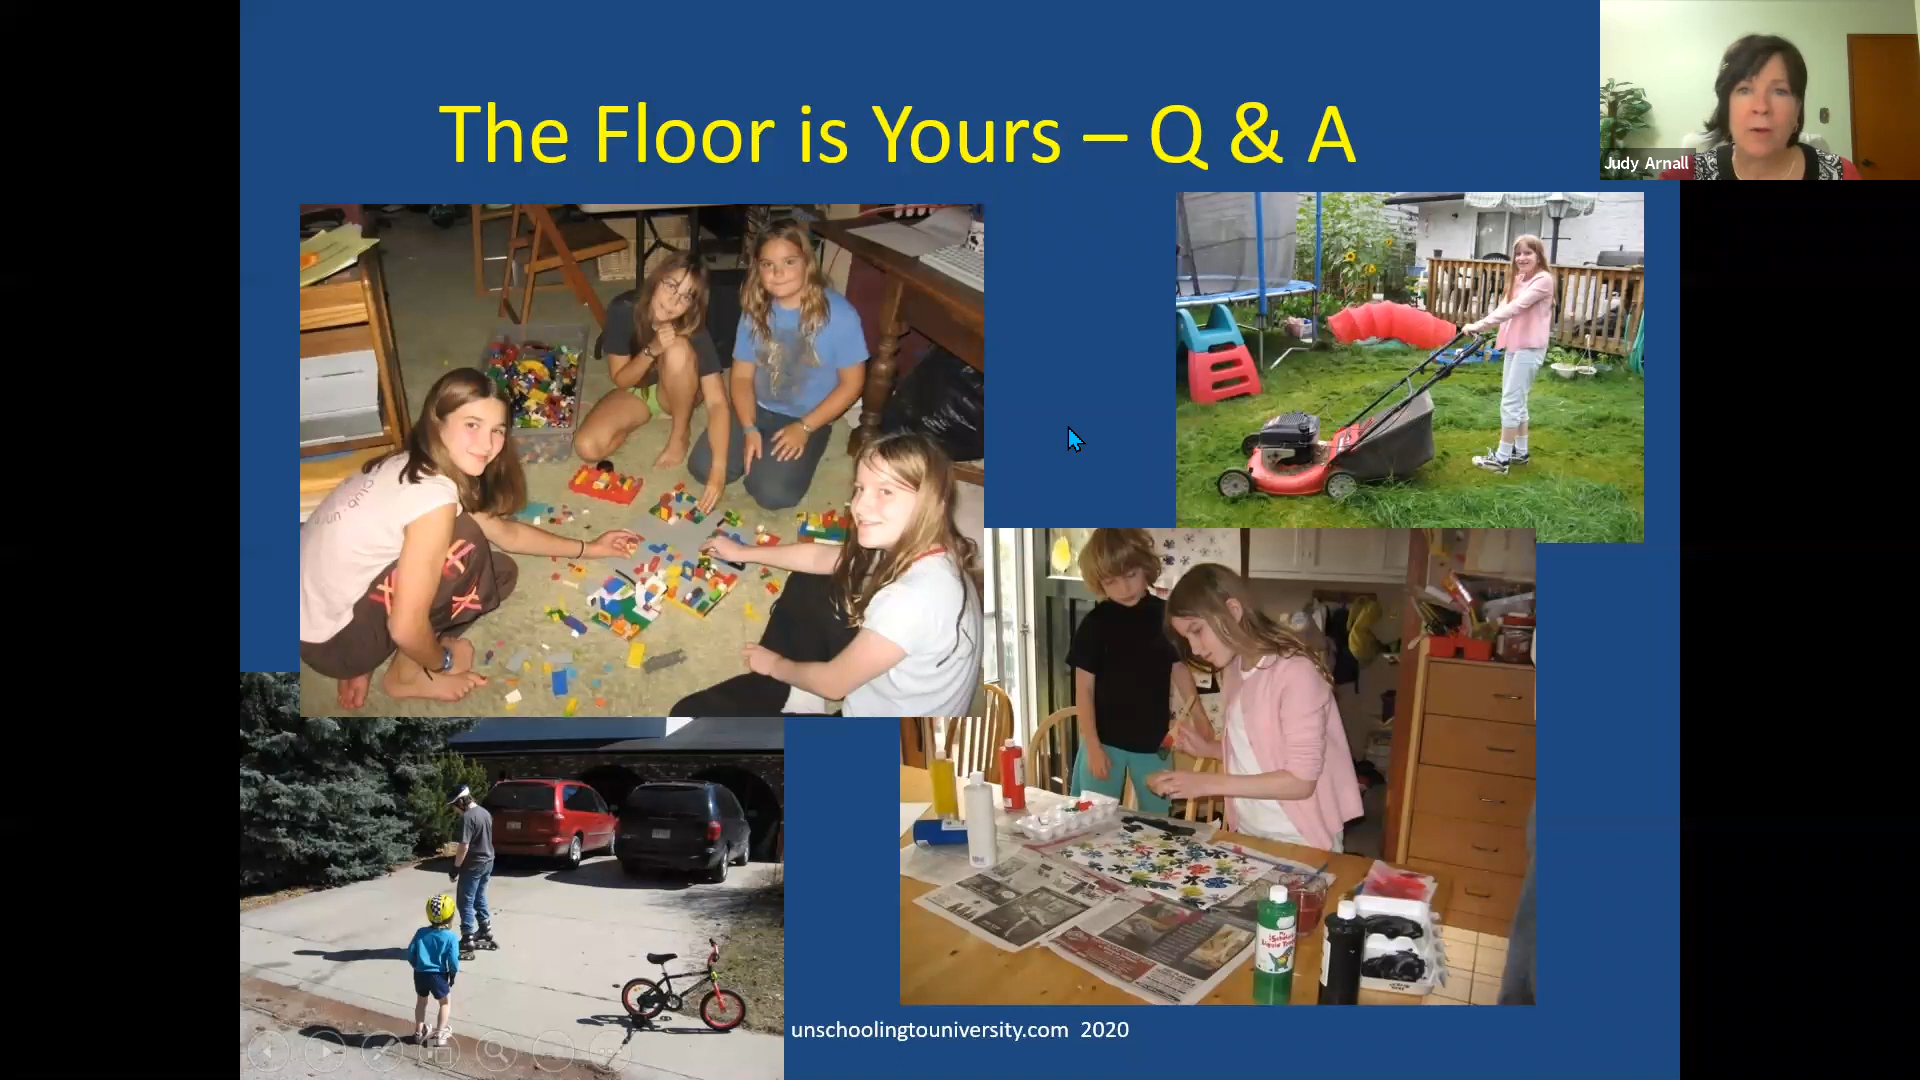 The Floor is Yours – Q & A
Judy Arnall
unschoolingtouniversity.com 2020